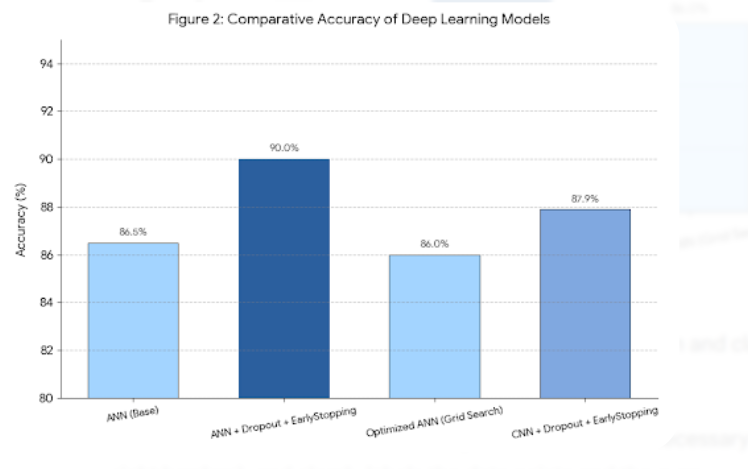 Figure 2: Comparative Accuracy of Deep Learning Models
Accuracy (%)
94
92
90
88
86
84
82
80
86.5%
90.0%
86.0%
87.9%
ANN (Base)
ANN + Dropout + EarlyStopping
Optimized ANN (Grid Search)
CNN + Dropout + EarlyStopping